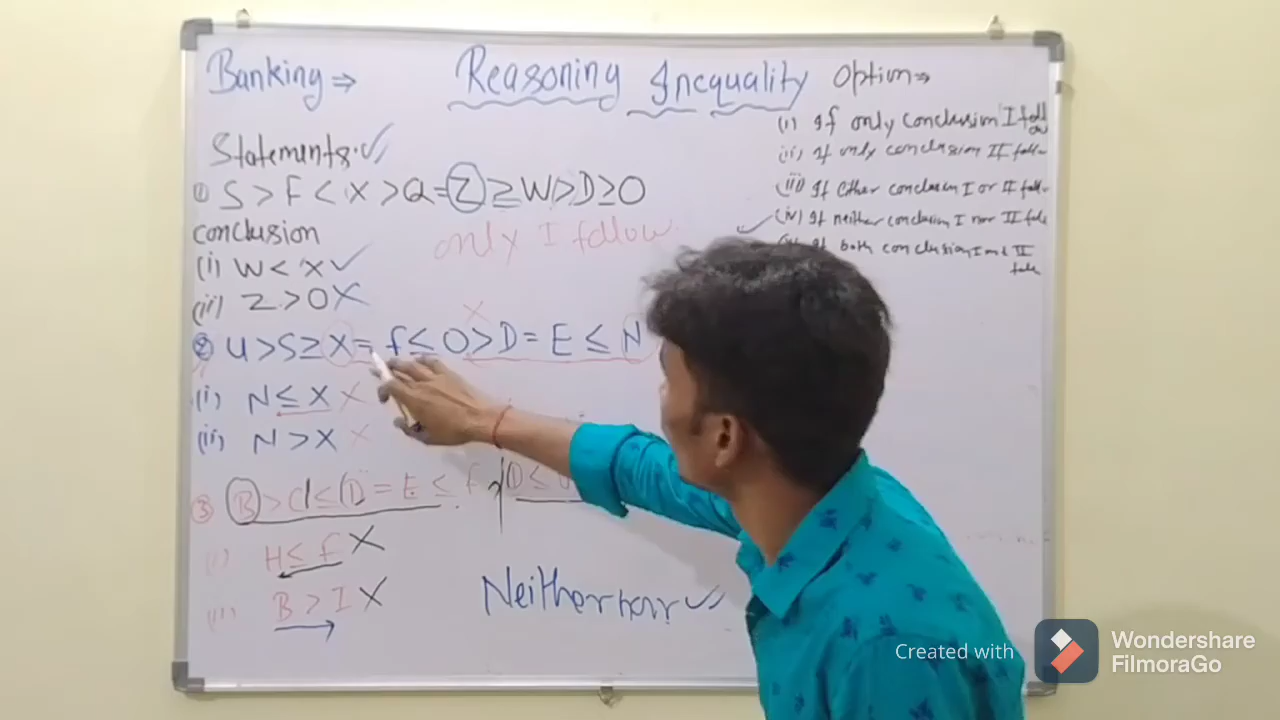 Banking ⇒ Reasoning Inequality Option ⇒
(i) If only conclusion I follow
(ii) If only conclusion II follow
(iii) If Either conclusion I or II follow
(iv) If neither conclusion I nor II follow
If both conclusion I and II follow
Statements:
① S > F < X > Q = Z ≥ W > D ≥ O
conclusion only I follow
(i) W < X ✓
(ii) Z > O X
② U > S ≥ X = f ≤ O > D = E ≤ N
(i) N ≤ X X
(ii) N > X X
③ B > C ≤ D = E ≤ f D ≤
(i) H ≤ f X
(ii) B > I X
Neither nor ✓
Created with Wondershare FilmoraGo